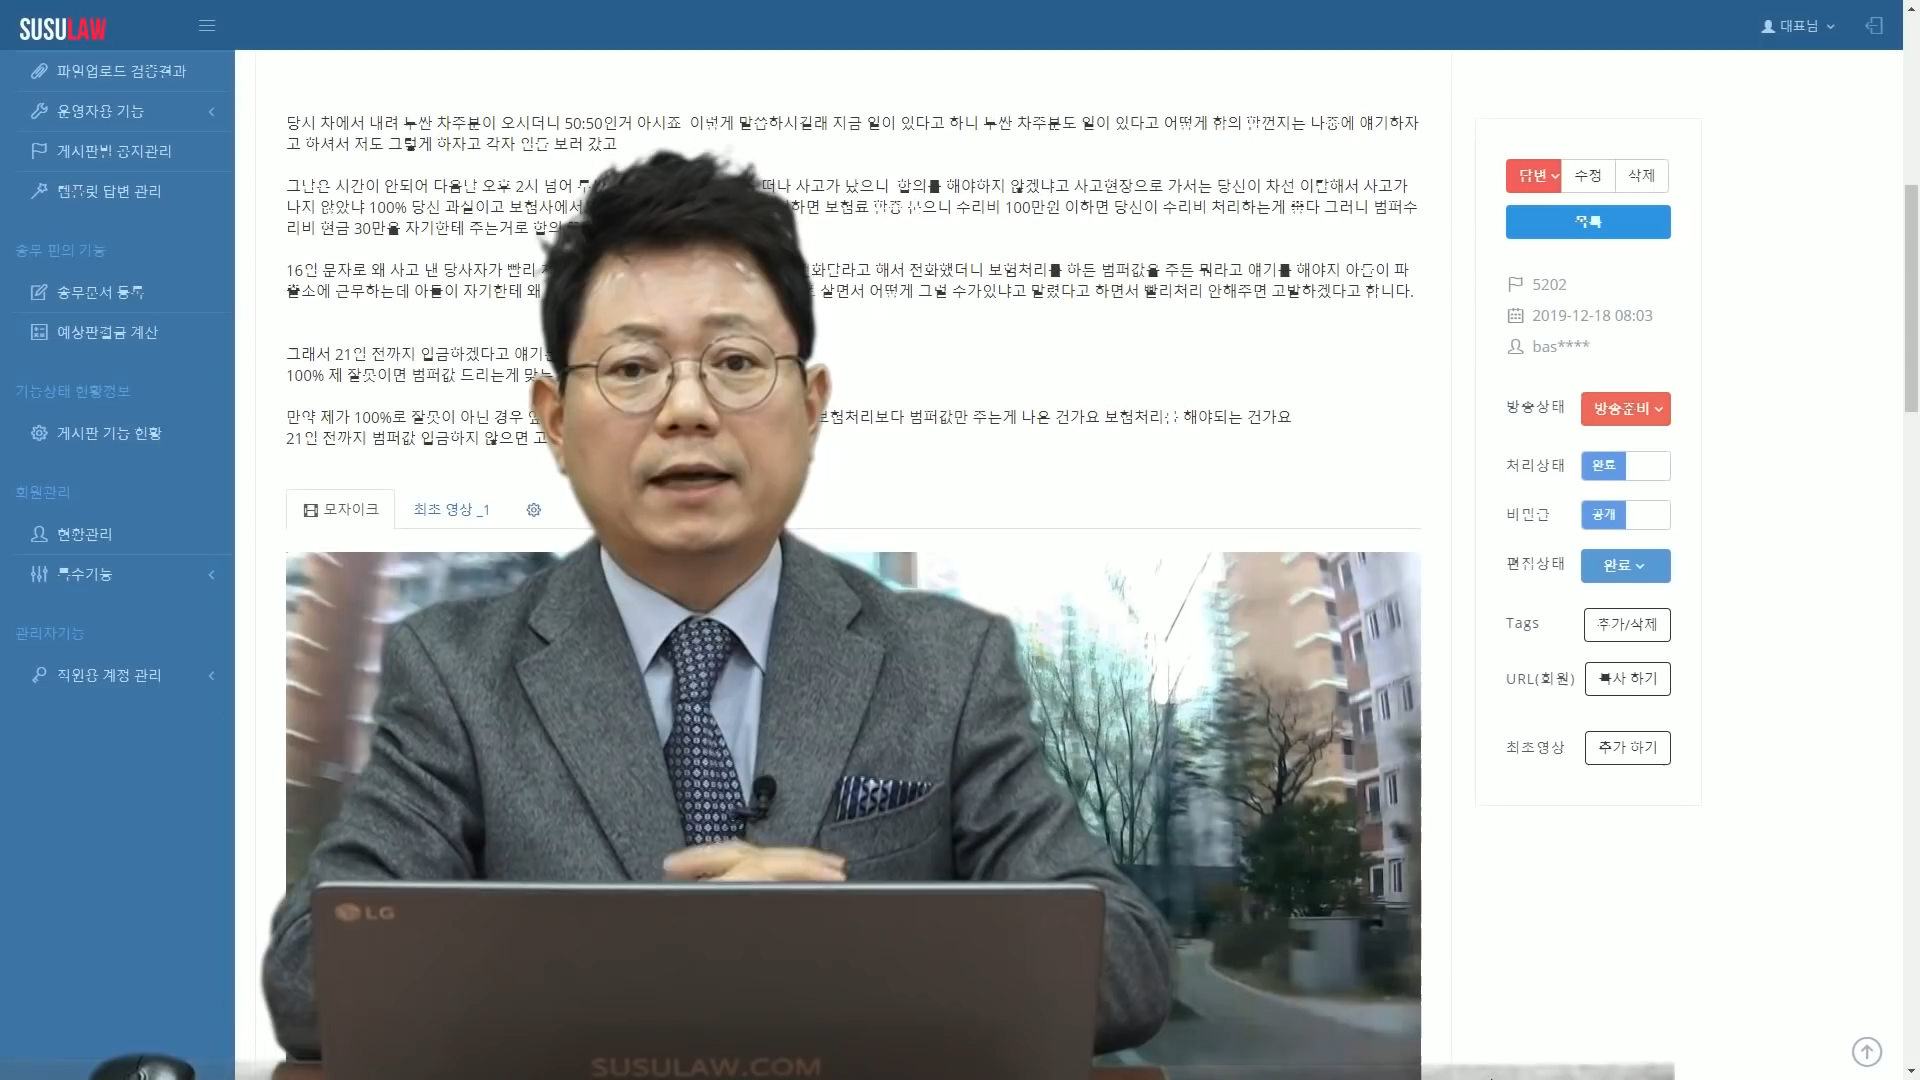 SUSULAW
대표님
파일업로드 검증결과
운영자용 기능
게시판별 공지관리
템플릿 답변 관리
송무 편의 기능
송무문서 등록
예상판결금 계산
기능상태 현황정보
게시판 기능 현황
회원관리
현황관리
특수기능
관리자기능
직원용 계정 관리
당시 차에서 내려 투싼 차주분이 오시더니 50:50인거 아시죠 이렇게 말씀하시길래 지금 일이 있다고 하니 투싼 차주분도 일이 있다고 어떻게 합의 할껀지는 나중에 얘기하자
고 하셔서 저도 그렇게 하자고 각자 일들 보러 갔고
그날은 시간이 안되어 다음날 오후 2시 넘어 떠나 사고가 났으니 합의를 해야하지 않겠냐고 사고현장으로 가서는 당신이 차선 이탈해서 사고가
나지 않았냐 100% 당신 과실이고 보험사에서 하면 보험료 으니 수리비 100만원 이하면 당신이 수리비 처리하는게 그러니 범퍼수
리비 현금 30만을 자기한테 주는거로 합의
16일 문자로 왜 사고 낸 당사자가 빨리 전화달라고 해서 전화했더니 보험처리를 하든 범퍼값을 주든 뭐라고 얘기를 해야지 아들이 파
출소에 근무하는데 아들이 자기한테 왜 살면서 어떻게 그럴 수가있냐고 말렸다고 하면서 빨리처리 안해주면 고발하겠다고 합니다.
그래서 21일 전까지 입금하겠다고 얘기
100% 제 잘못이면 범퍼값 드리는게 맞는
만약 제가 100%로 잘못이 아닌 경우 보험처리보다 범퍼값만 주는게 나은 건가요 보험처리를 해야되는 건가요
21일 전까지 범퍼값 입금하지 않으면 고
모자이크
최초 영상 _1
답변
수정
삭제
목록
5202
2019-12-18 08:03
bas****
방송상태 방송준비
처리상태 완료
비밀글 공개
편집상태 완료
Tags 추가/삭제
URL(회원) 복사 하기
최초영상 추가 하기
LG
SUSULAW.COM